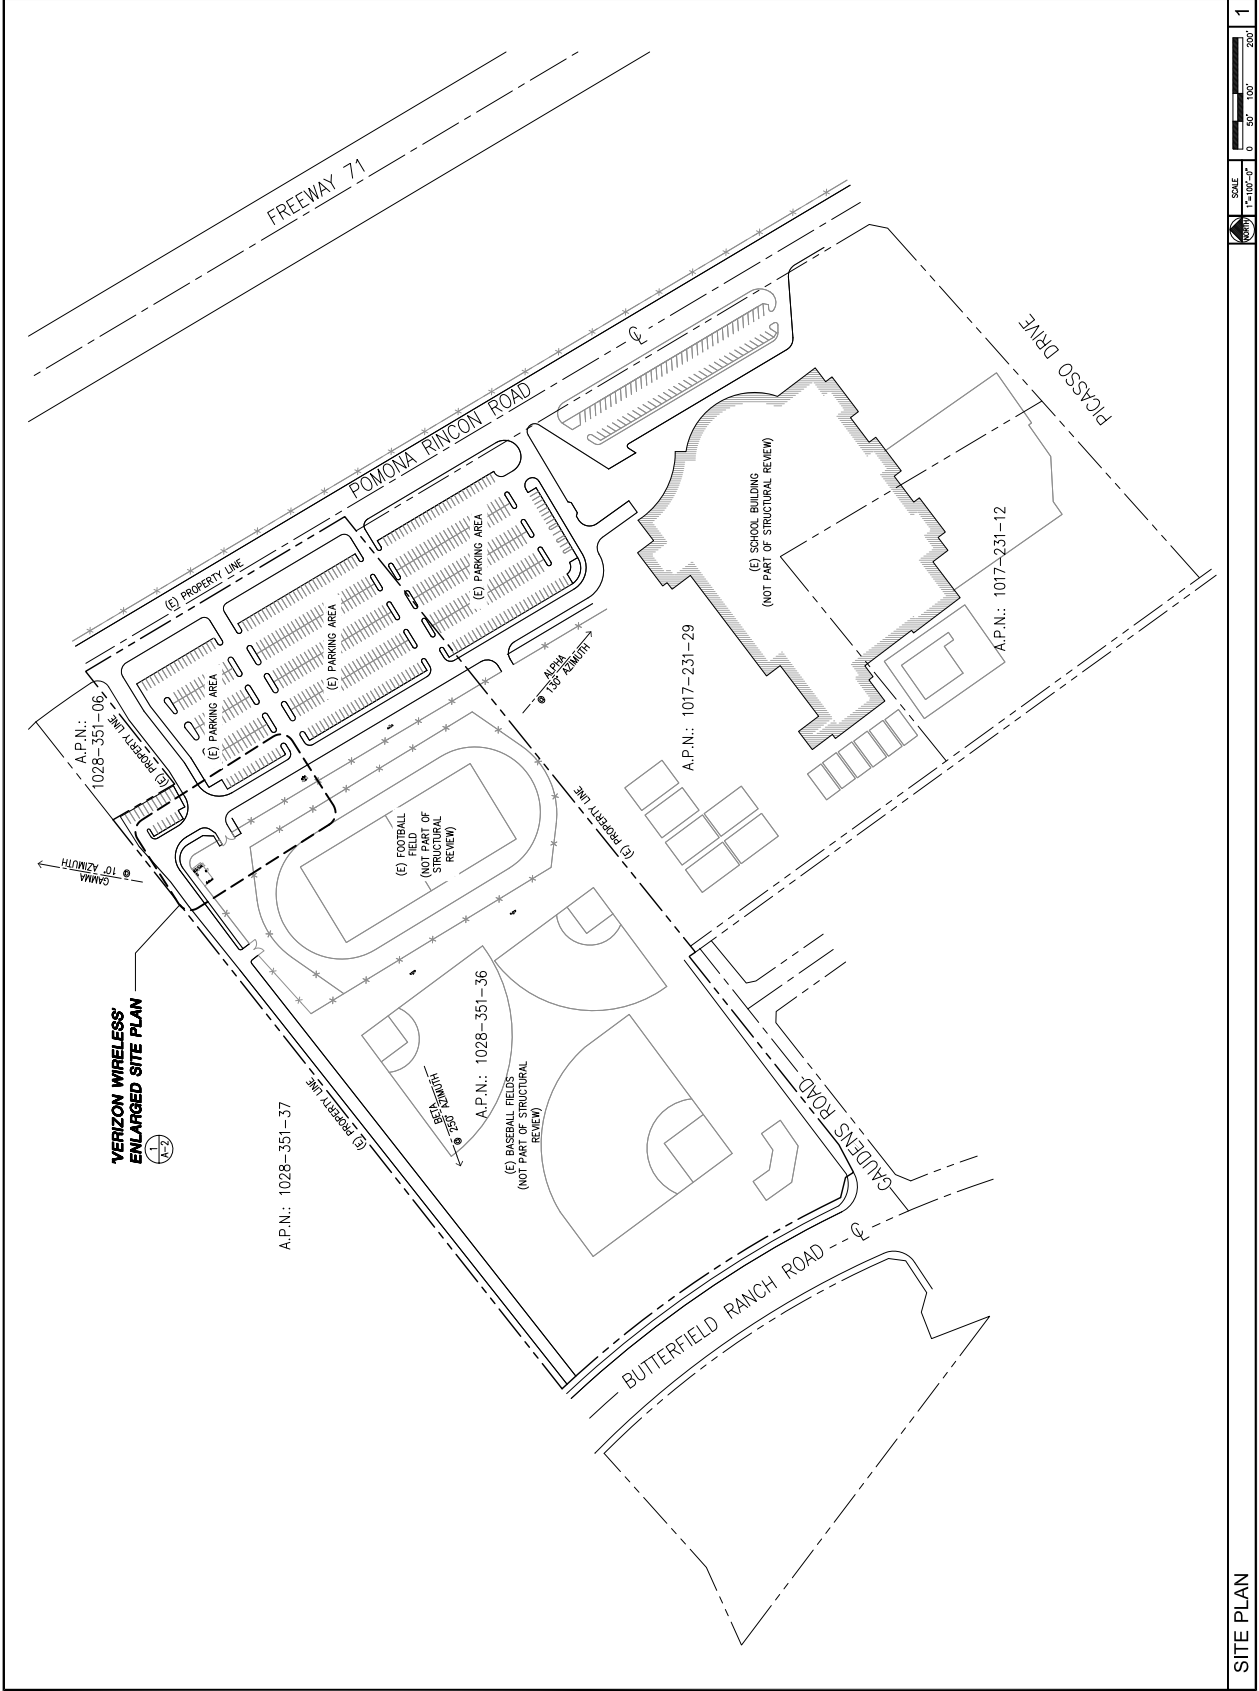 FREEWAY 71
POMONA RINCON ROAD
℄
PICASSO DRIVE
(E) PROPERTY LINE
(E) PARKING AREA
(E) PARKING AREA
(E) PARKING AREA
A.P.N.:
1028-351-06
(E) PROPERTY LINE
GAMMA
@ 10° AZIMUTH
'VERIZON WIRELESS'
ENLARGED SITE PLAN
1
A-2
ALPHA
@ 130° AZIMUTH
(E) SCHOOL BUILDING
(NOT PART OF STRUCTURAL REVIEW)
A.P.N.: 1017-231-29
A.P.N.: 1017-231-12
(E) FOOTBALL
FIELD
(NOT PART OF
STRUCTURAL
REVIEW)
(E) PROPERTY LINE
A.P.N.: 1028-351-36
BETA
@ 250° AZIMUTH
(E) BASEBALL FIELDS
(NOT PART OF STRUCTURAL
REVIEW)
(E) PROPERTY LINE
A.P.N.: 1028-351-37
GAUDENS ROAD
BUTTERFIELD RANCH ROAD
℄
SITE PLAN
NORTH
SCALE
1"=100'-0"
0 50' 100' 200'
1